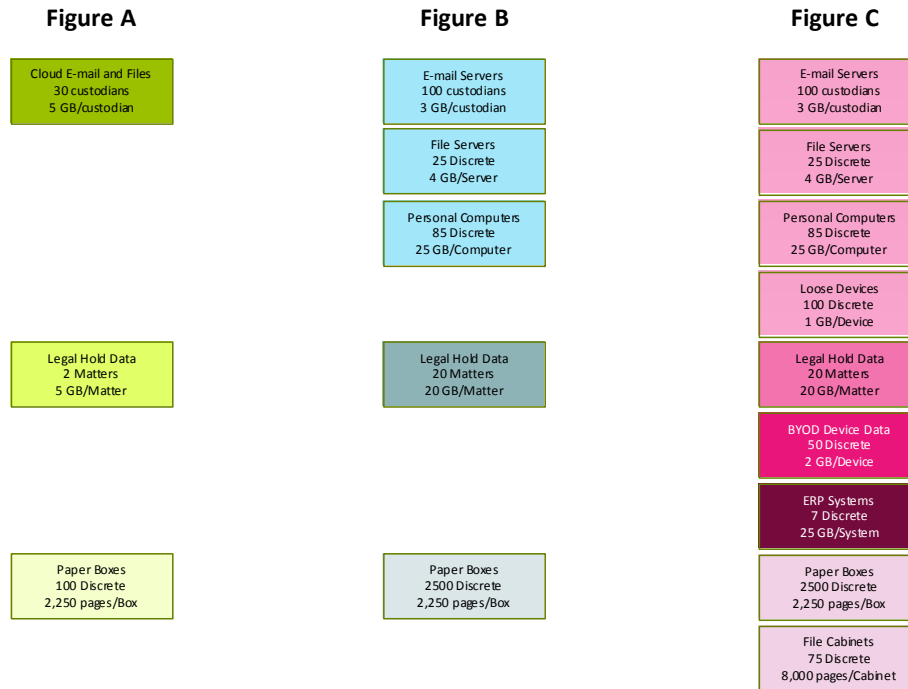 Figure A
Cloud E-mail and Files
30 custodians
5 GB/custodian
Legal Hold Data
2 Matters
5 GB/Matter
Paper Boxes
100 Discrete
2,250 pages/Box
Figure B
E-mail Servers
100 custodians
3 GB/custodian
File Servers
25 Discrete
4 GB/Server
Personal Computers
85 Discrete
25 GB/Computer
Legal Hold Data
20 Matters
20 GB/Matter
Paper Boxes
2500 Discrete
2,250 pages/Box
Figure C
E-mail Servers
100 custodians
3 GB/custodian
File Servers
25 Discrete
4 GB/Server
Personal Computers
85 Discrete
25 GB/Computer
Loose Devices
100 Discrete
1 GB/Device
Legal Hold Data
20 Matters
20 GB/Matter
BYOD Device Data
50 Discrete
2 GB/Device
ERP Systems
7 Discrete
25 GB/System
Paper Boxes
2500 Discrete
2,250 pages/Box
File Cabinets
75 Discrete
8,000 pages/Cabinet